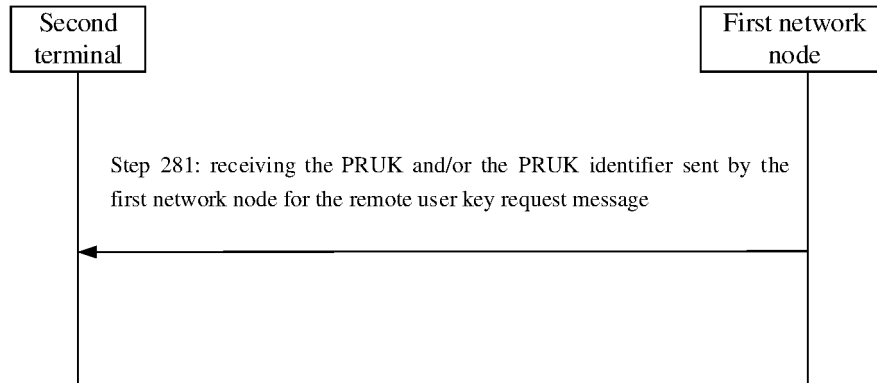 Second
terminal
First network
node
Step 281: receiving the PRUK and/or the PRUK identifier sent by the
first network node for the remote user key request message